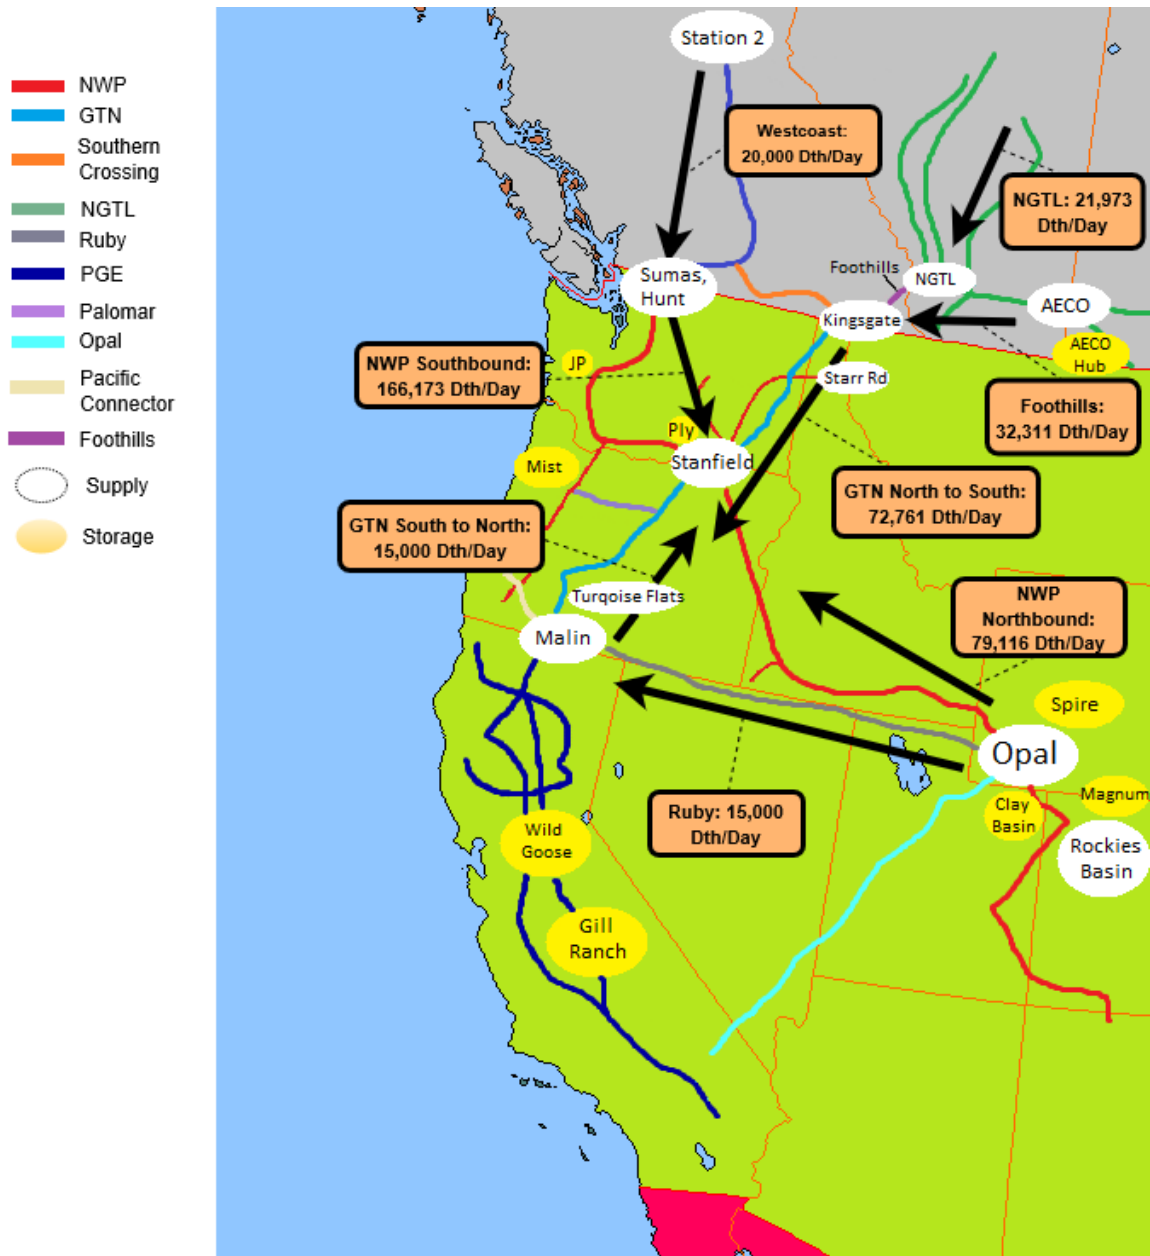 NWP
GTN
Southern
Crossing
NGTL
Ruby
PGE
Palomar
Opal
Pacific
Connector
Foothills
Supply
Storage
Station 2
Westcoast:
20,000 Dth/Day
NGTL: 21,973
Dth/Day
Foothills
NGTL
Sumas,
Hunt
AECO
Kingsgate
AECO
Hub
JP
NWP Southbound:
166,173 Dth/Day
Starr Rd
Foothills:
32,311 Dth/Day
Ply
Stanfield
Mist
GTN North to South:
72,761 Dth/Day
GTN South to North:
15,000 Dth/Day
Turqoise Flats
NWP
Northbound:
79,116 Dth/Day
Malin
Spire
Opal
Magnum
Clay
Basin
Ruby: 15,000
Dth/Day
Wild
Goose
Rockies
Basin
Gill
Ranch